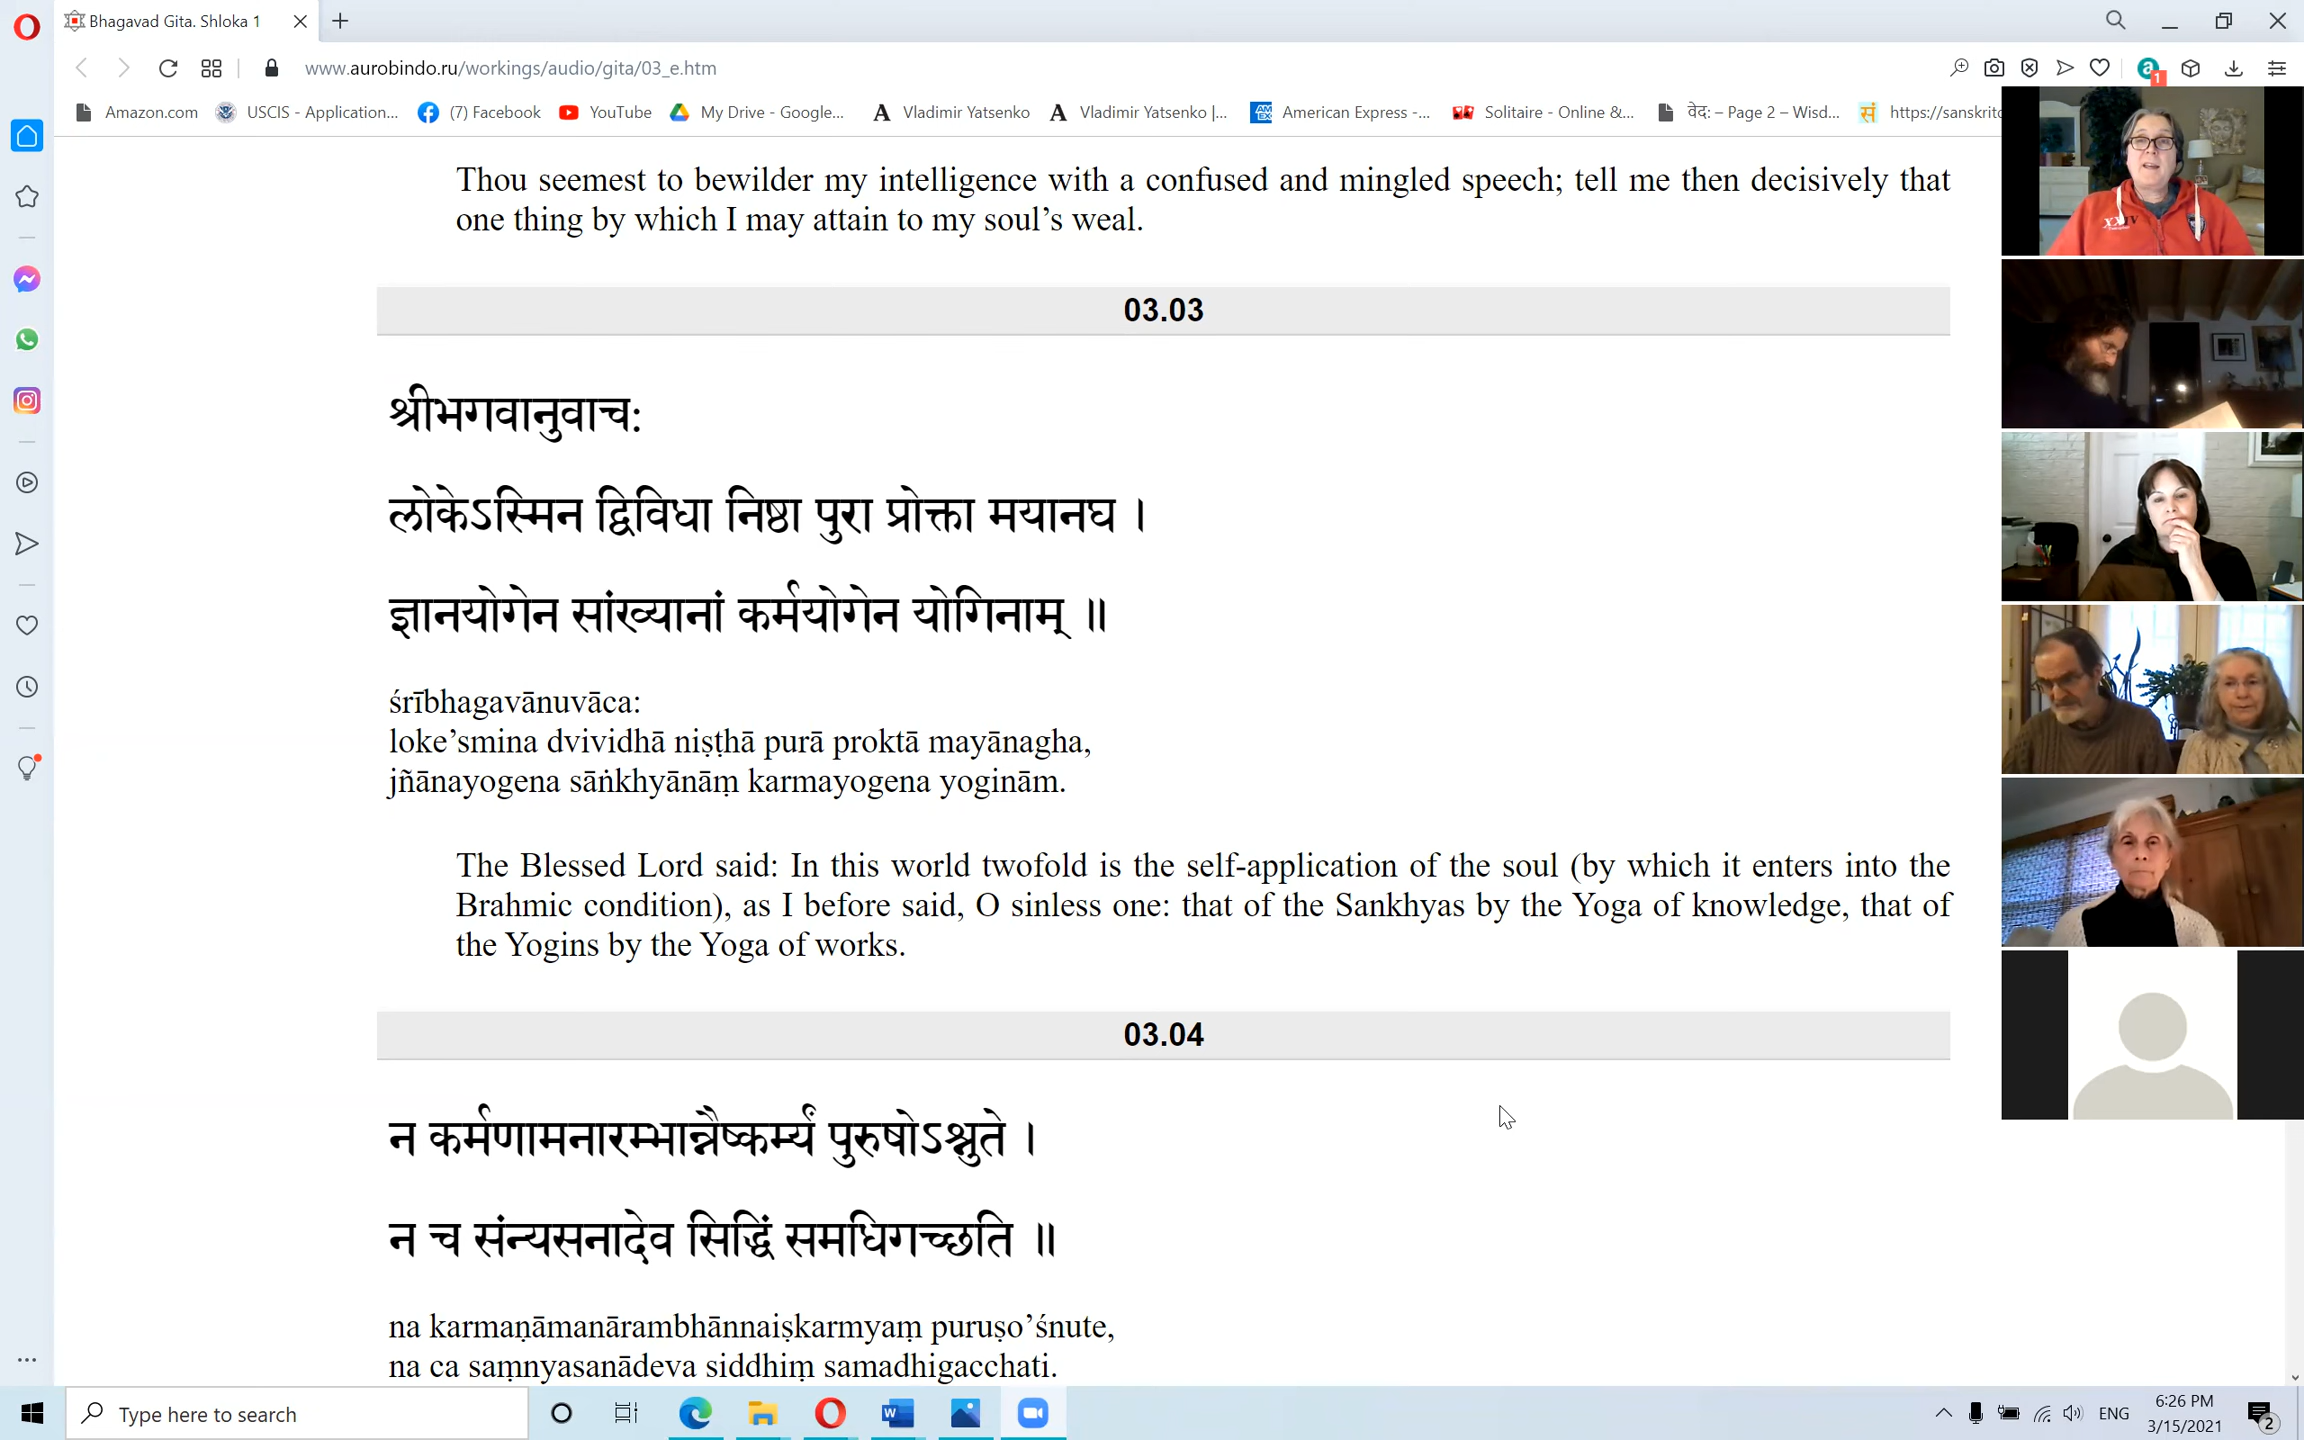 Bhagavad Gita. Shloka 1
www.aurobindo.ru/workings/audio/gita/03_e.htm
1
Amazon.com USCIS - Application... (7) Facebook YouTube My Drive - Google... Vladimir Yatsenko Vladimir Yatsenko |... American Express -... Solitaire - Online &... वेद: – Page 2 – Wisd... https://sanskritd
Thou seemest to bewilder my intelligence with a confused and mingled speech; tell me then decisively that
one thing by which I may attain to my soul’s weal.
03.03
श्रीभगवानुवाच:
लोकेऽस्मिन द्विविधा निष्ठा पुरा प्रोक्ता मयानघ ।
ज्ञानयोगेन सांख्यानां कर्मयोगेन योगिनाम् ॥
śrībhagavānuvāca:
loke’smina dvividhā niṣṭhā purā proktā mayānagha,
jñānayogena sāṅkhyānāṃ karmayogena yoginām.
The Blessed Lord said: In this world twofold is the self-application of the soul (by which it enters into the
Brahmic condition), as I before said, O sinless one: that of the Sankhyas by the Yoga of knowledge, that of
the Yogins by the Yoga of works.
03.04
न कर्मणामनारम्भान्नैष्कर्म्यं पुरुषोऽश्नुते ।
न च संन्यसनादेव सिद्धिं समधिगच्छति ॥
na karmaṇāmanārambhānnaiṣkarmyaṃ puruṣo’śnute,
na ca saṃnyasanādeva siddhiṃ samadhigacchati.
Type here to search
ENG
6:26 PM
3/15/2021
2